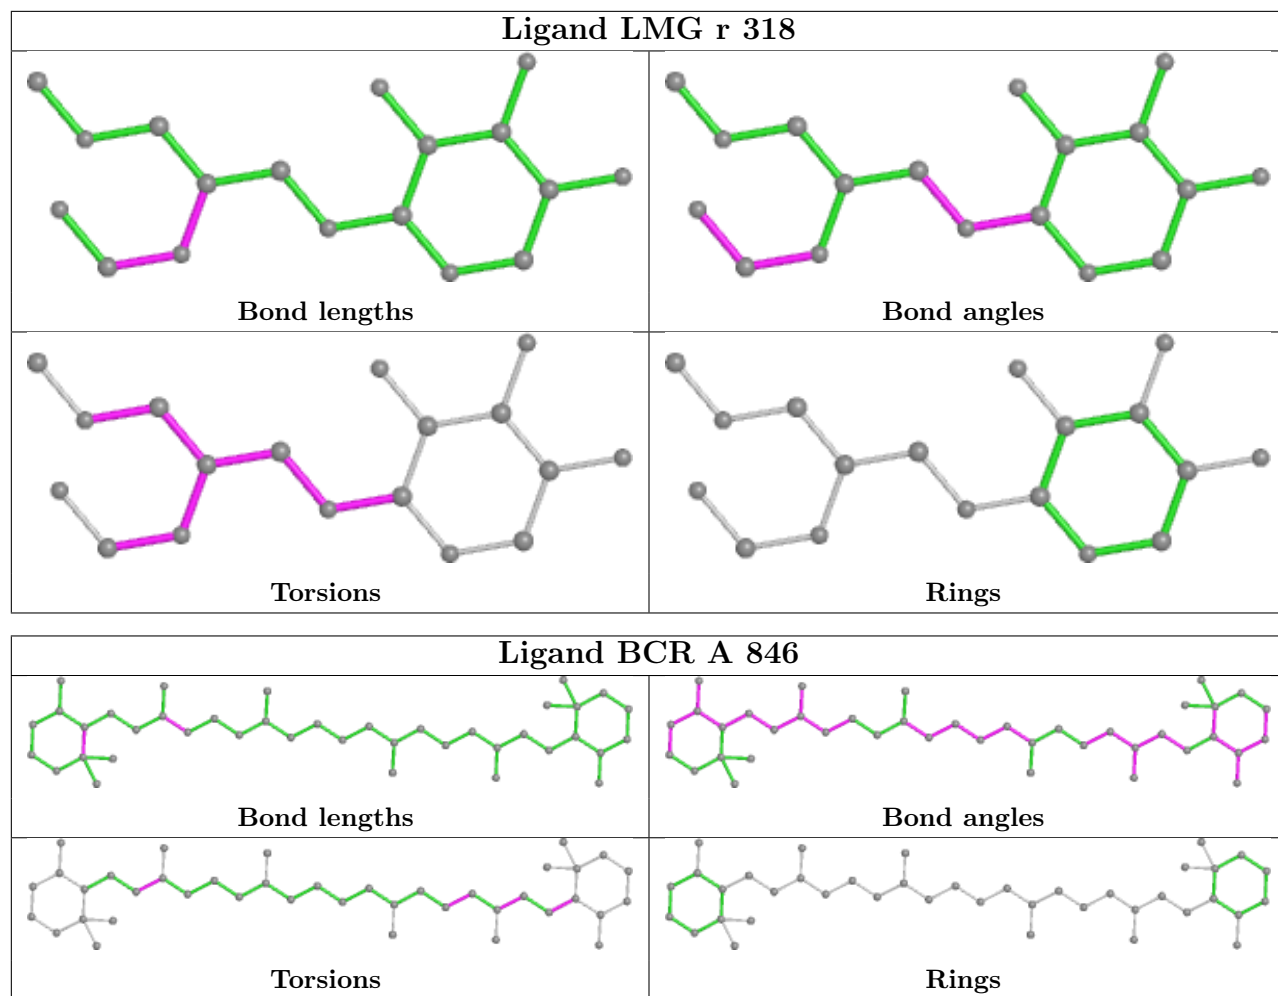 Ligand LMG r 318
Bond lengths
Bond angles
Torsions
Rings
Ligand BCR A 846
Bond lengths
Bond angles
Torsions
Rings